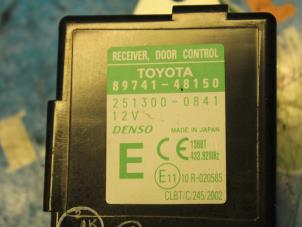 RECEIVER, DOOR CONTROL
TOYOTA
89741-48150
251300-0841
12V
DENSO MADE IN JAPAN
E CE 1588T
433.92MHz
E11 10 R-020585
CLBT/C/245/2002